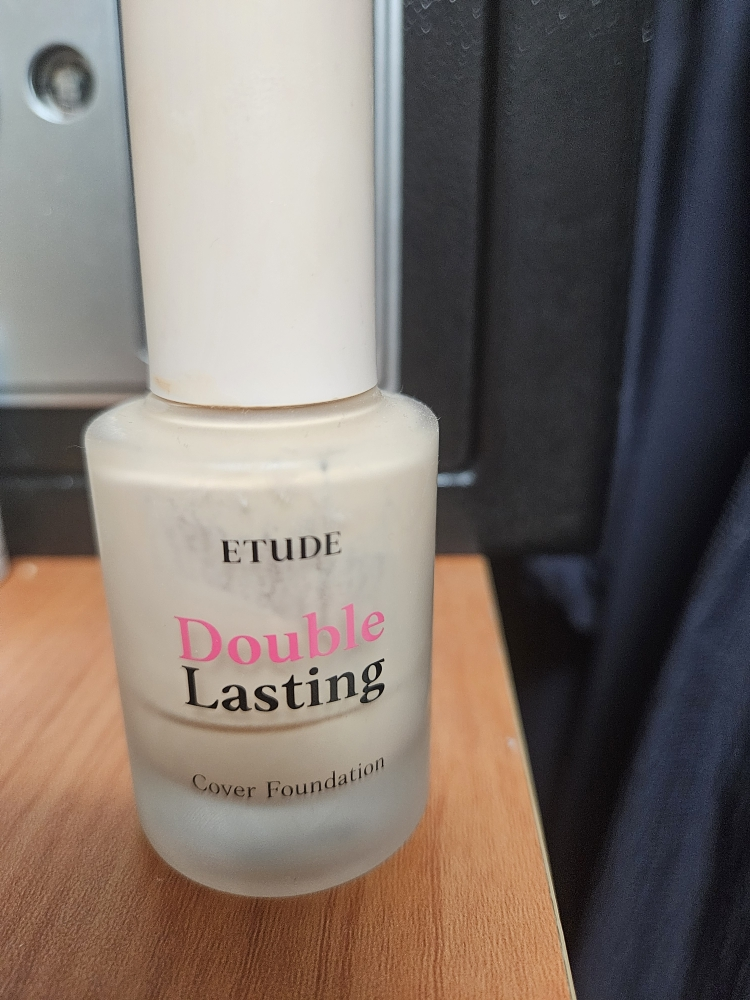 ETUDE
Double
Lasting
Cover Foundation